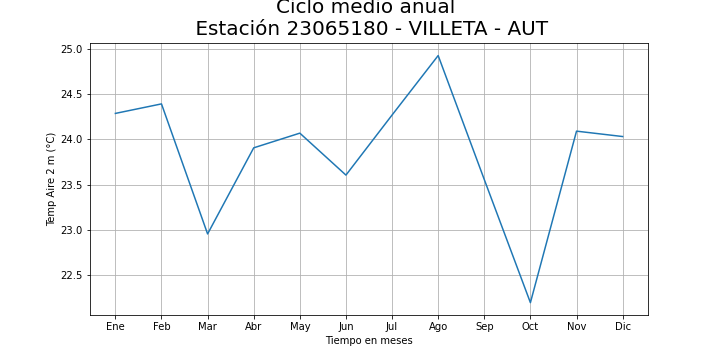 Ciclo medio anual
Estación 23065180 - VILLETA - AUT
25.0
24.5
24.0
23.5
23.0
22.5
Temp Aire 2 m (°C)
Ene Feb Mar Abr May Jun Jul Ago Sep Oct Nov Dic
Tiempo en meses